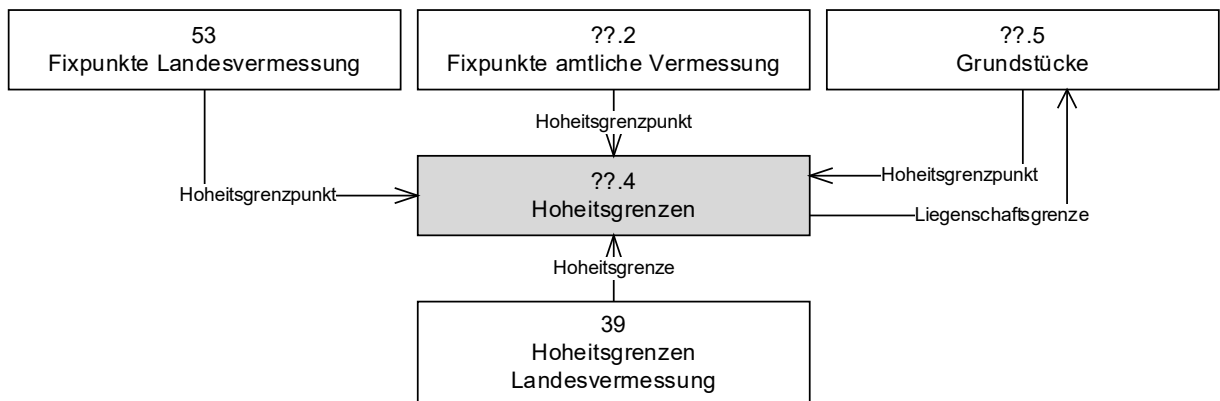 53
Fixpunkte Landesvermessung
??.2
Fixpunkte amtliche Vermessung
??.5
Grundstücke
Hoheitsgrenzpunkt
Hoheitsgrenzpunkt
??.4
Hoheitsgrenzen
Hoheitsgrenzpunkt
Liegenschaftsgrenze
Hoheitsgrenze
39
Hoheitsgrenzen
Landesvermessung